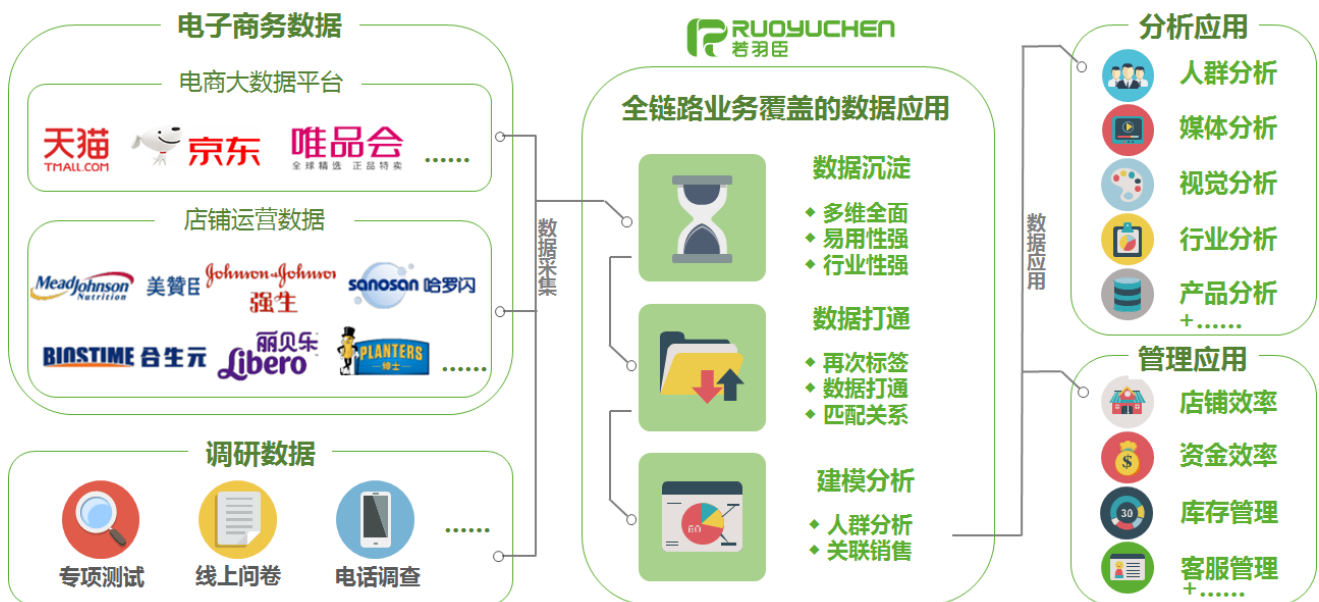 电子商务数据
电商大数据平台
天猫
TMALL.COM
京东
唯品会
全球精选 正品特卖
......
店铺运营数据
MeadJohnson
Nutrition
美贊臣
Johnson & Johnson
强生
sanosan 哈罗闪
BIOSTIME 合生元
丽贝乐
Libero
PLANTERS
绅士
......
调研数据
专项测试
线上问卷
电话调查
......
数据采集
RUOYUCHEN
若羽臣
全链路业务覆盖的数据应用
数据沉淀
◆ 多维全面
◆ 易用性强
◆ 行业性强
数据打通
◆ 再次标签
◆ 数据打通
◆ 匹配关系
60
建模分析
◆ 人群分析
◆ 关联销售
数据应用
分析应用
人群分析
媒体分析
视觉分析
行业分析
产品分析
+......
管理应用
店铺效率
资金效率
$
30
库存管理
客服管理
+......